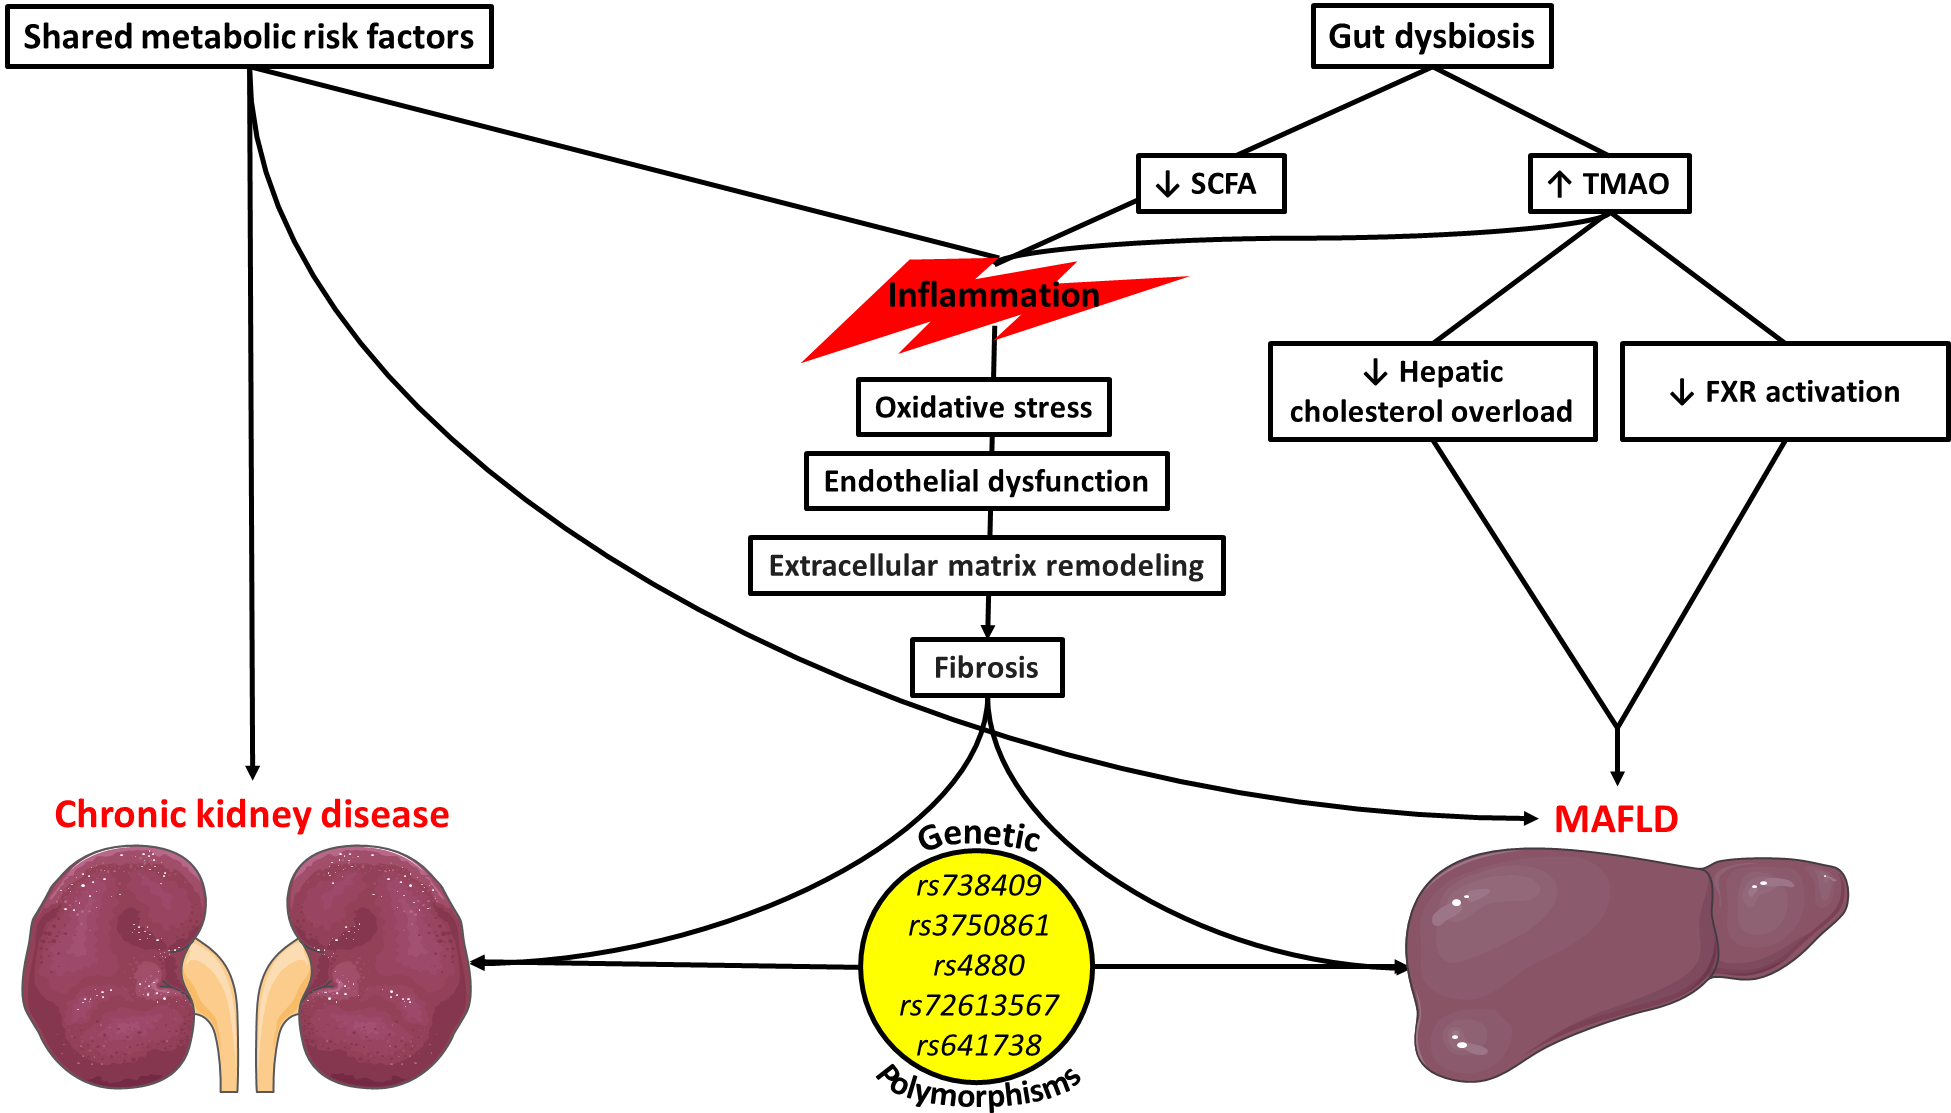 Shared metabolic risk factors
Gut dysbiosis
↓ SCFA
↑ TMAO
Inflammation
↓ Hepatic
cholesterol overload
↓ FXR activation
Oxidative stress
Endothelial dysfunction
Extracellular matrix remodeling
Fibrosis
Chronic kidney disease
MAFLD
Genetic
rs738409
rs3750861
rs4880
rs72613567
rs641738
Polymorphisms